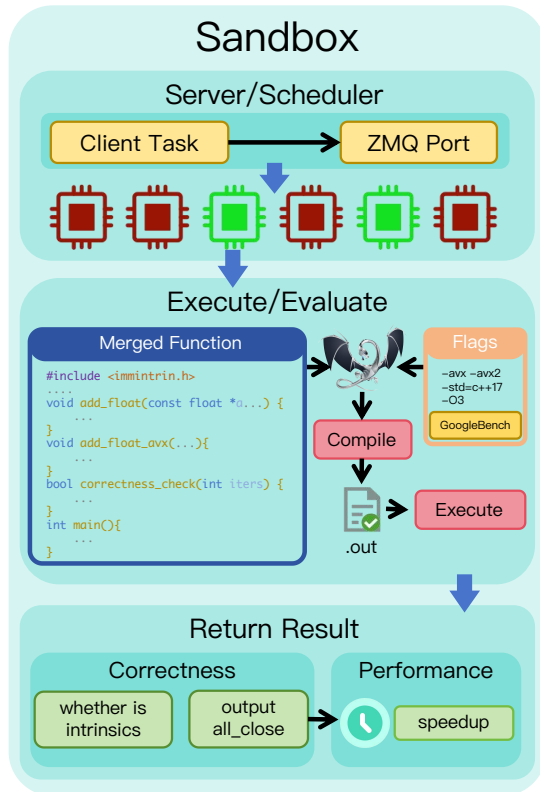 Sandbox
Server/Scheduler
Client Task
ZMQ Port
Execute/Evaluate
Merged Function
#include <immintrin.h>
....
void add_float(const float *a...) {
...
}
void add_float_avx(...){
...
}
bool correctness_check(int iters) {
...
}
int main(){
...
}
Flags
-avx -avx2
-std=c++17
-O3
GoogleBench
Compile
.out
Execute
Return Result
Correctness
whether is
intrinsics
output
all_close
Performance
speedup